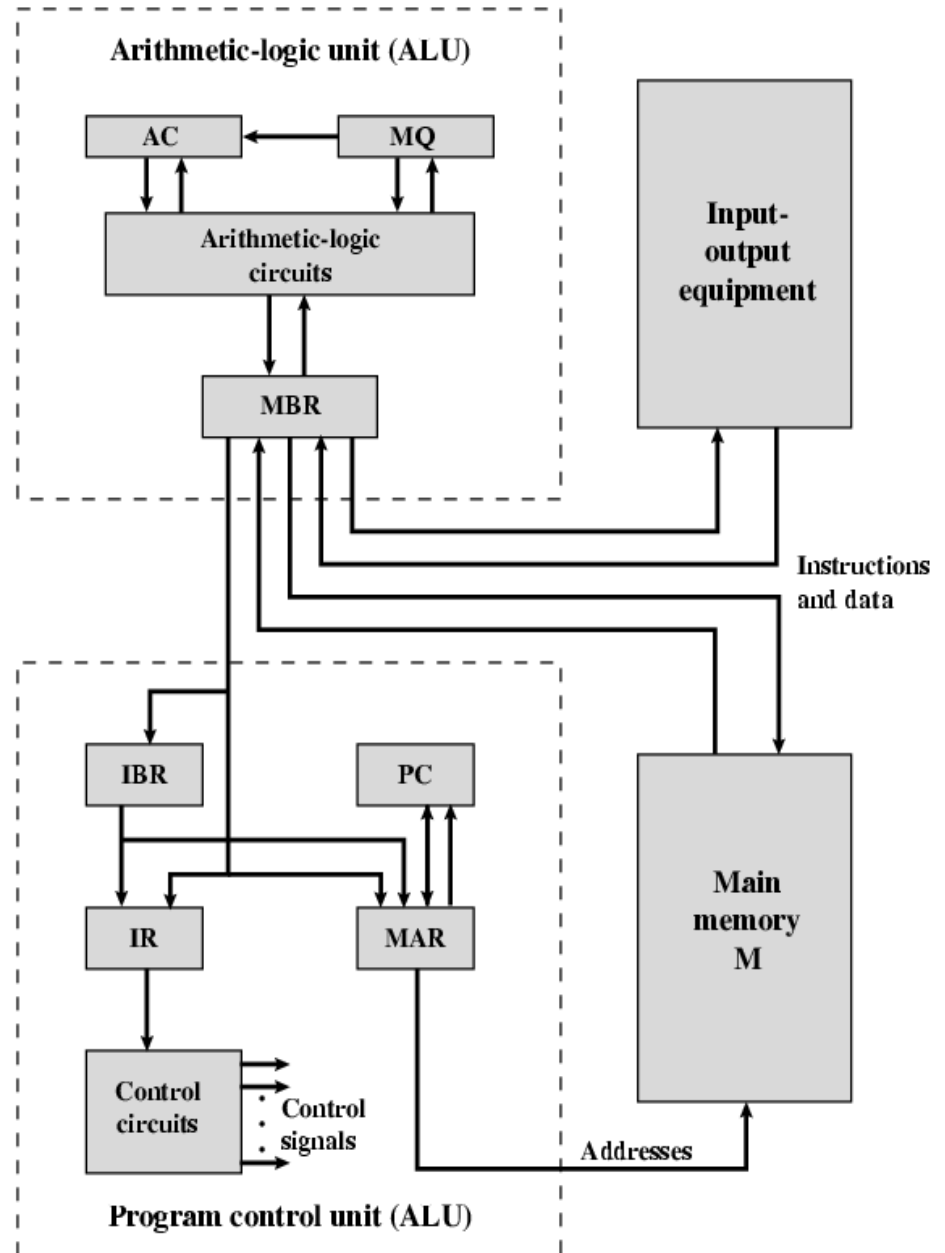 Arithmetic-logic unit (ALU)
AC
MQ
Arithmetic-logic
circuits
Input-
output
equipment
MBR
Instructions
and data
IBR
PC
IR
MAR
Main
memory
M
Control
circuits
Control
signals
Addresses
Program control unit (ALU)